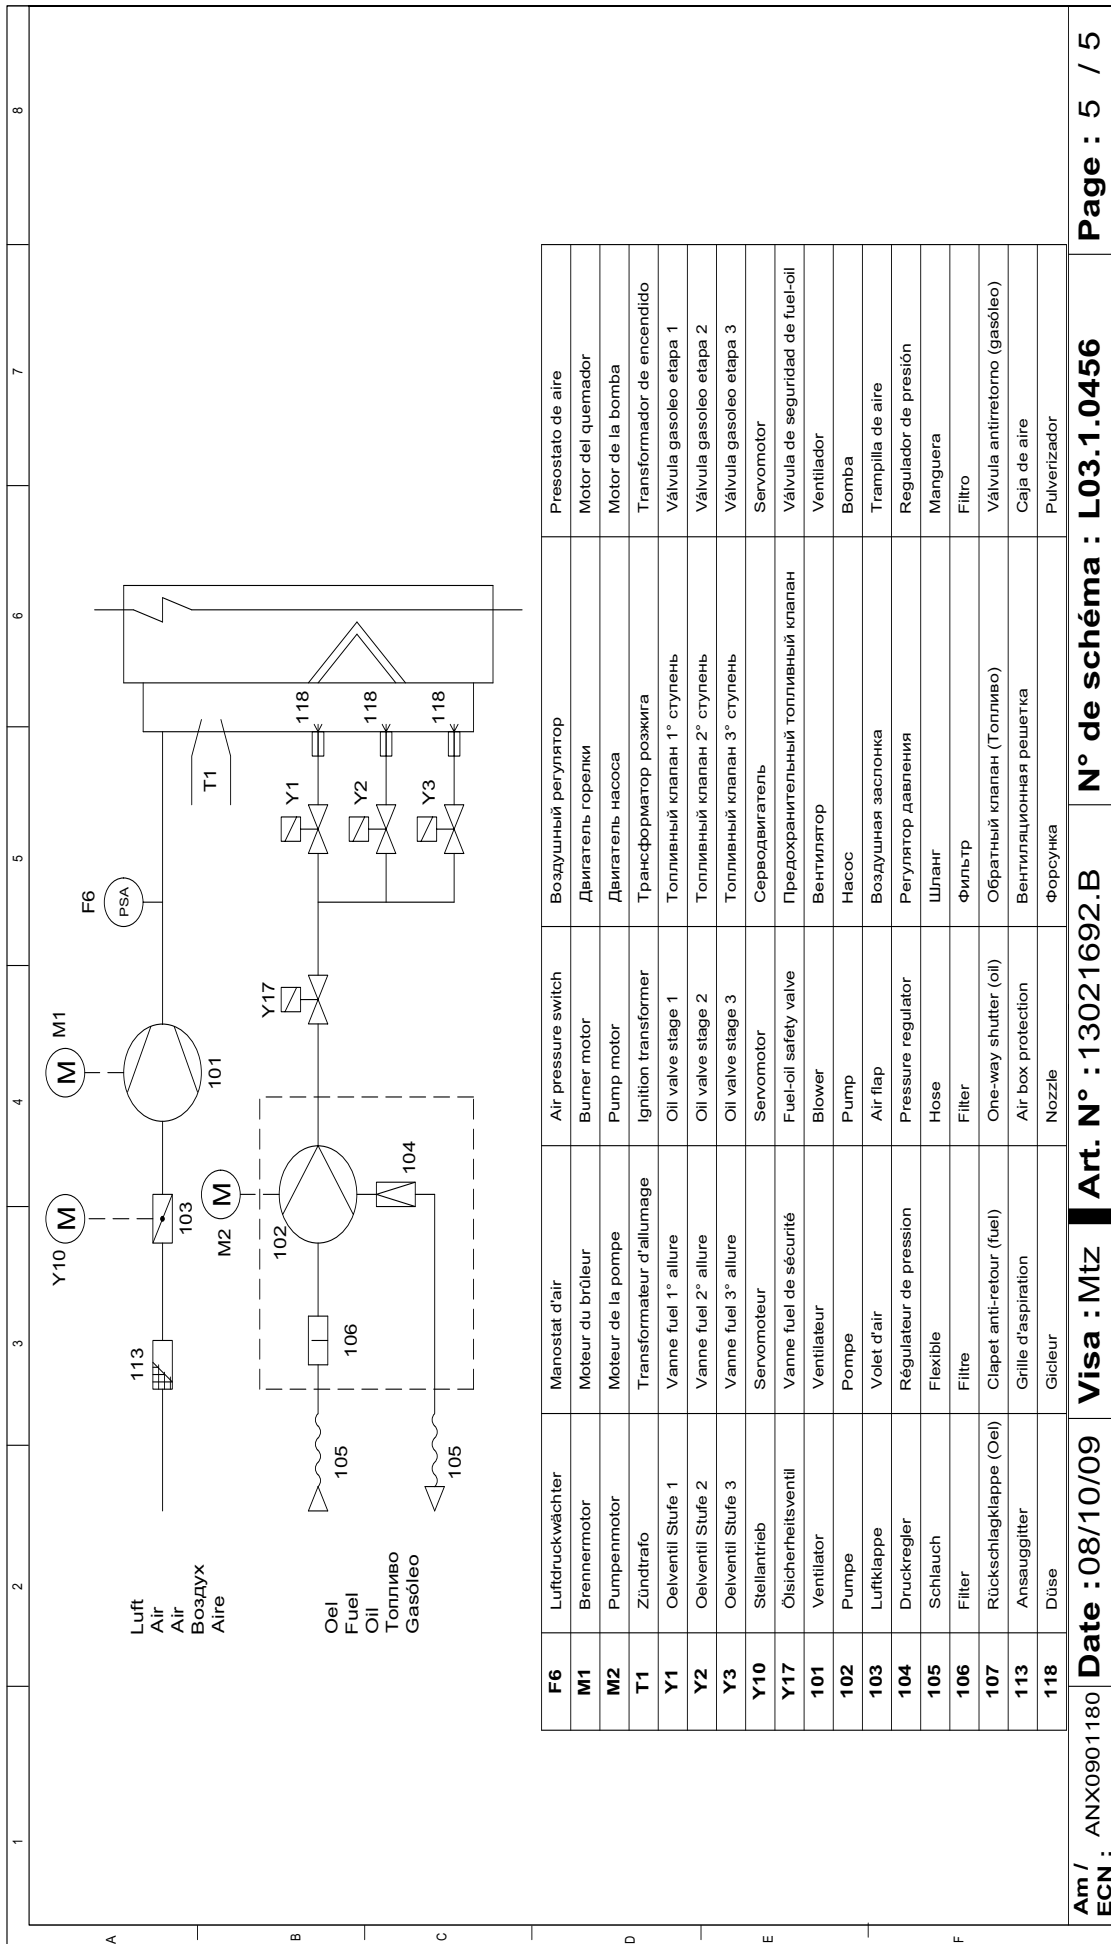 1 2 3 4 5 6 7 8
A
B
C
D
E
F
Luft
Air
Air
Воздух
Aire
Oel
Fuel
Oil
Топливо
Gasóleo
113
Y10
M
103
M
M1
101
F6
PSA
T1
105
105
106
M2
M
102
104
Y17
Y1
Y2
Y3
118
118
118
F6 Luftdruckwächter Manostat d'air Air pressure switch Воздушный регулятор Presostato de aire
M1 Brennermotor Moteur du brûleur Burner motor Двигатель горелки Motor del quemador
M2 Pumpenmotor Moteur de la pompe Pump motor Двигатель насоса Motor de la bomba
T1 Zündtrafo Transformateur d'allumage Ignition transformer Трансформатор розжига Transformador de encendido
Y1 Oelventil Stufe 1 Vanne fuel 1° allure Oil valve stage 1 Топливный клапан 1° ступень Válvula gasoleo etapa 1
Y2 Oelventil Stufe 2 Vanne fuel 2° allure Oil valve stage 2 Топливный клапан 2° ступень Válvula gasoleo etapa 2
Y3 Oelventil Stufe 3 Vanne fuel 3° allure Oil valve stage 3 Топливный клапан 3° ступень Válvula gasoleo etapa 3
Y10 Stellantrieb Servomoteur Servomotor Серводвигатель Servomotor
Y17 Ölsicherheitsventil Vanne fuel de sécurité Fuel-oil safety valve Предохранительный топливный клапан Válvula de seguridad de fuel-oil
101 Ventilator Ventilateur Blower Вентилятор Ventilador
102 Pumpe Pompe Pump Насос Bomba
103 Luftklappe Volet d'air Air flap Воздушная заслонка Trampilla de aire
104 Druckregler Régulateur de pression Pressure regulator Регулятор давления Regulador de presión
105 Schlauch Flexible Hose Шланг Manguera
106 Filter Filtre Filter Фильтр Filtro
107 Rückschlagklappe (Oel) Clapet anti-retour (fuel) One-way shutter (oil) Обратный клапан (Топливо) Válvula antirretorno (gasóleo)
113 Ansauggitter Grille d'aspiration Air box protection Вентиляционная решетка Caja de aire
118 Düse Gicleur Nozzle Форсунка Pulverizador
Am / ECN : ANX0901180 Date : 08/10/09 Visa : Mtz Art. N° : 13021692.B N° de schéma : L03.1.0456 Page : 5 / 5